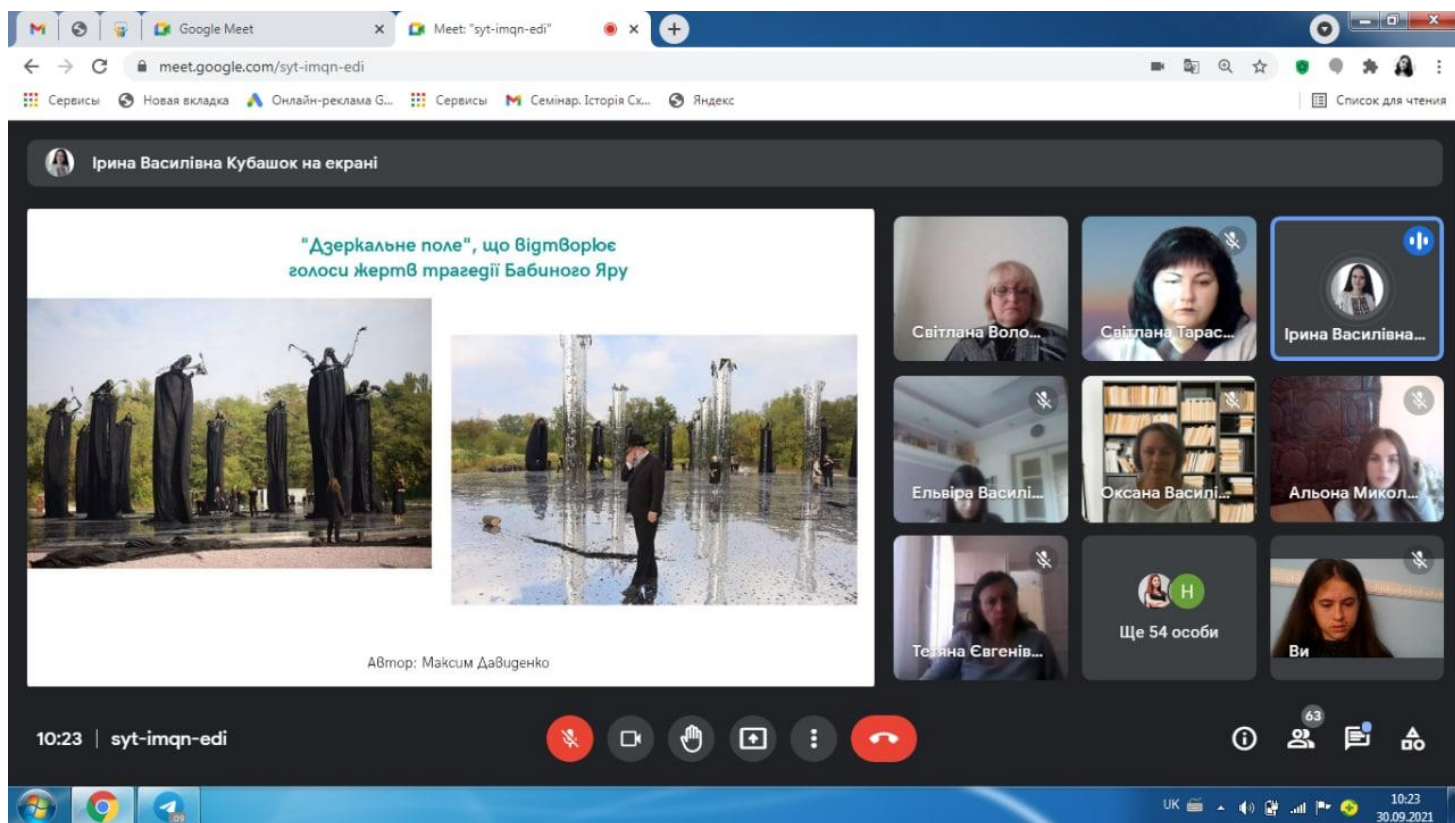 Google Meet
Meet: "syt-imqn-edi"
meet.google.com/syt-imqn-edi
Сервисы
Новая вкладка
Онлайн-реклама G...
Сервисы
Семінар. Історія Сх...
Яндекс
Список для чтения
Ірина Василівна Кубашок на екрані
"Дзеркальне поле", що відтворює
голоси жертв трагедії Бабиного Яру
Автор: Максим Давиденко
Світлана Воло...
Світлана Тарас...
Ірина Василівна...
Ельвіра Василі...
Оксана Василі...
Альона Микол...
Тетяна Євгенів...
Н
Ще 54 особи
Ви
10:23 | syt-imqn-edi
63
UK
10:23
30.09.2021